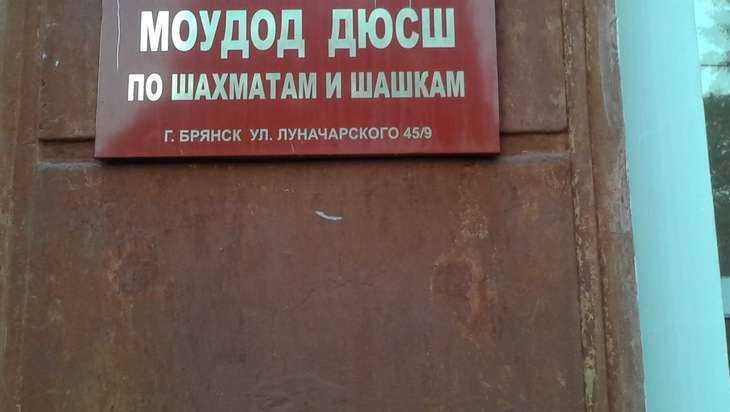 МОУДОД ДЮСШ
ПО ШАХМАТАМ И ШАШКАМ
Г. БРЯНСК УЛ. ЛУНАЧАРСКОГО 45/9